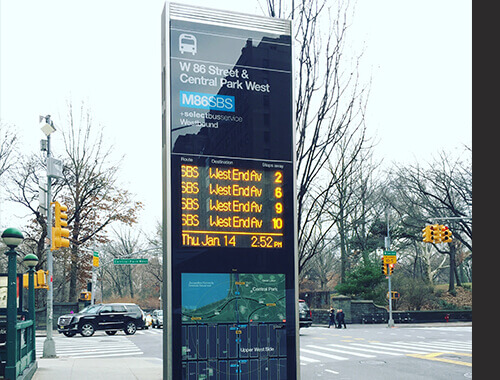 W 86 Street &
Central Park West
M86SBS
+selectbusservice
Westbound
Route Destination Stops away
SBS West End Av 2
SBS West End Av 6
SBS West End Av 9
SBS West End Av 10
Thu Jan 14 2:52 PM
Central Park
Upper West Side